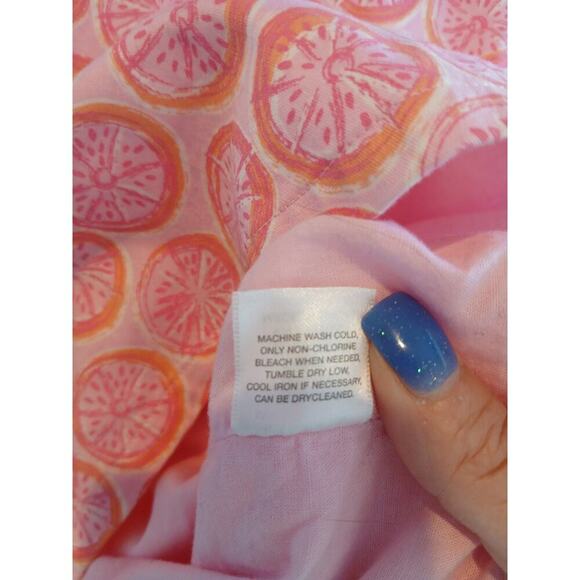 MACHINE WASH COLD,
ONLY NON-CHLORINE
BLEACH WHEN NEEDED,
TUMBLE DRY LOW,
COOL IRON IF NECESSARY,
CAN BE DRYCLEANED.